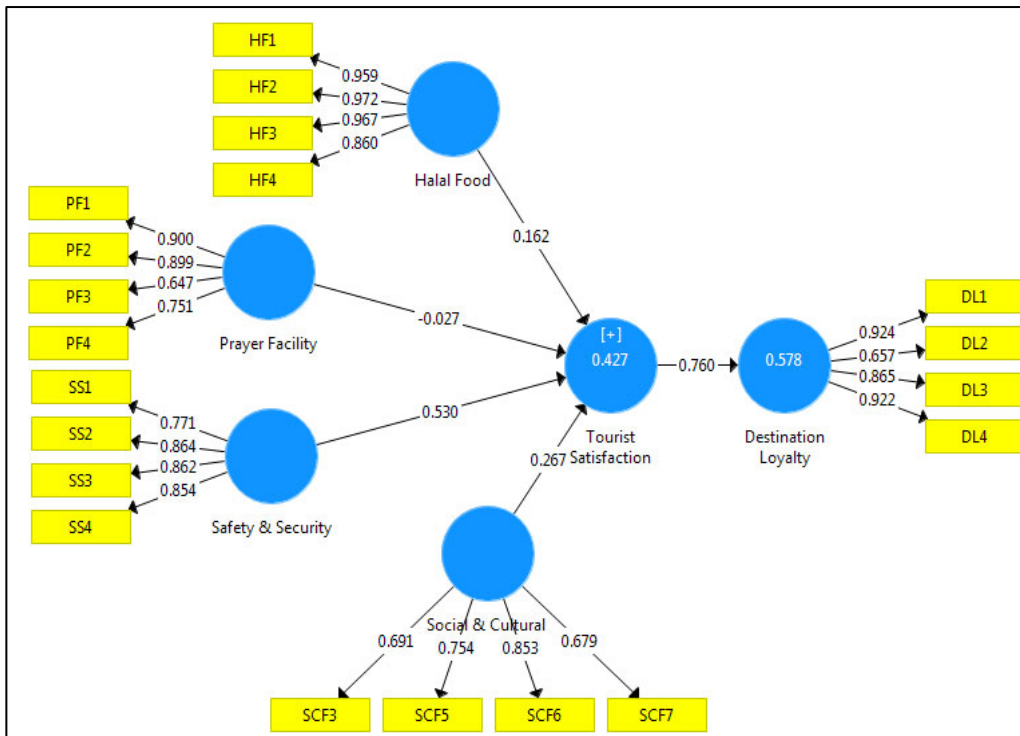 HF1
0.959
HF2
0.972
HF3
0.967
HF4
0.860
Halal Food
0.162
PF1
0.900
PF2
0.899
PF3
0.647
PF4
0.751
Prayer Facility
-0.027
SS1
0.771
SS2
0.864
SS3
0.862
SS4
0.854
Safety & Security
0.530
[+]
0.427
Tourist
Satisfaction
0.760
0.578
Destination
Loyalty
DL1
0.924
DL2
0.657
DL3
0.865
DL4
0.922
0.267
Social & Cultural
0.691
0.754
0.853
0.679
SCF3
SCF5
SCF6
SCF7